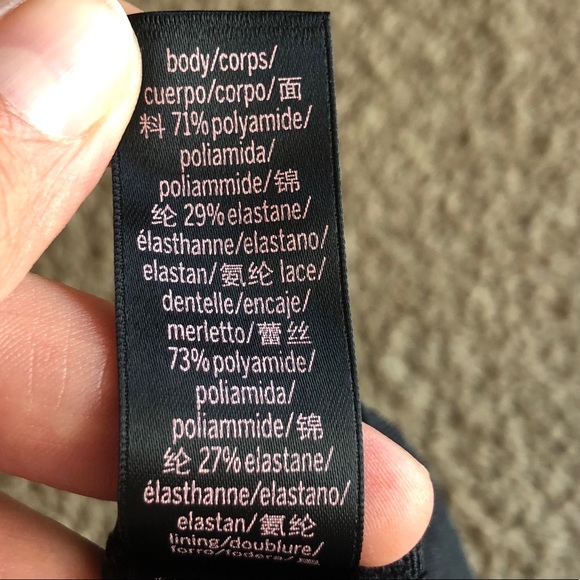 body/corps/
cuerpo/corpo/面
料 71% polyamide/
poliamida/
poliammide/锦
纶 29% elastane/
élasthanne/elastano/
elastan/氨纶 lace/
dentelle/encaje/
merletto/蕾丝
73% polyamide/
poliamida/
poliammide/锦
纶 27% elastane/
élasthanne/elastano/
elastan/氨纶
lining/doublure/
forro/fodera/